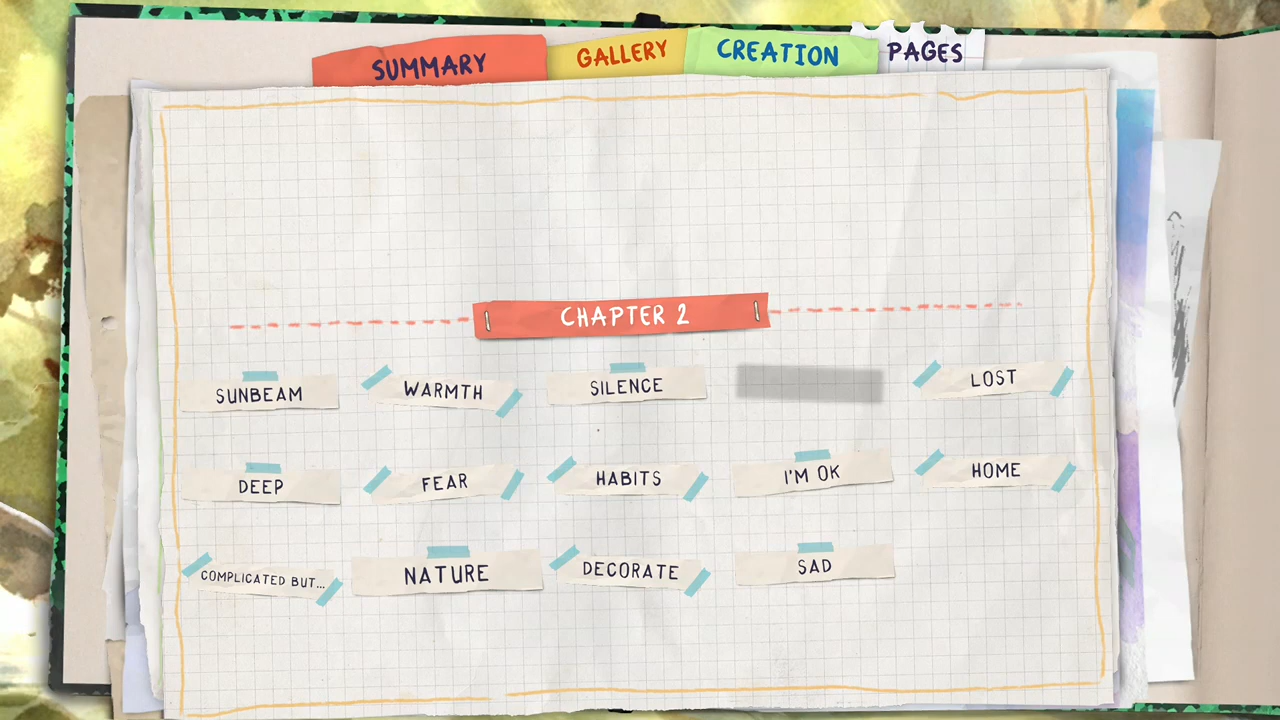 SUMMARY
GALLERY
CREATION
PAGES
CHAPTER 2
SUNBEAM
WARMTH
SILENCE
LOST
DEEP
FEAR
HABITS
I'M OK
HOME
COMPLICATED BUT...
NATURE
DECORATE
SAD